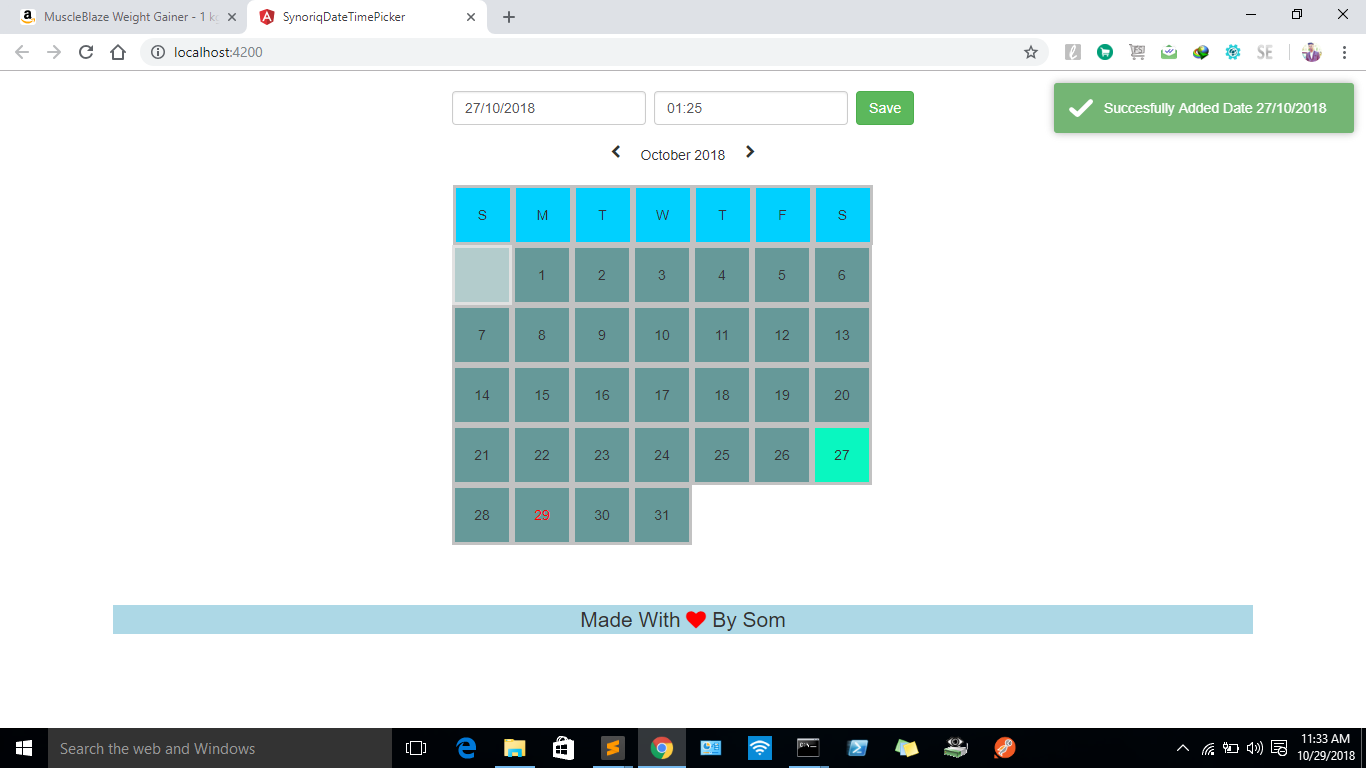 MuscleBlaze Weight Gainer - 1 kg
SynoriqDateTimePicker
localhost:4200
SE
27/10/2018
01:25
Save
Succesfully Added Date 27/10/2018
October 2018
S M T W T F S
1 2 3 4 5 6
7 8 9 10 11 12 13
14 15 16 17 18 19 20
21 22 23 24 25 26 27
28 29 30 31
Made With By Som
Search the web and Windows
11:33 AM
10/29/2018